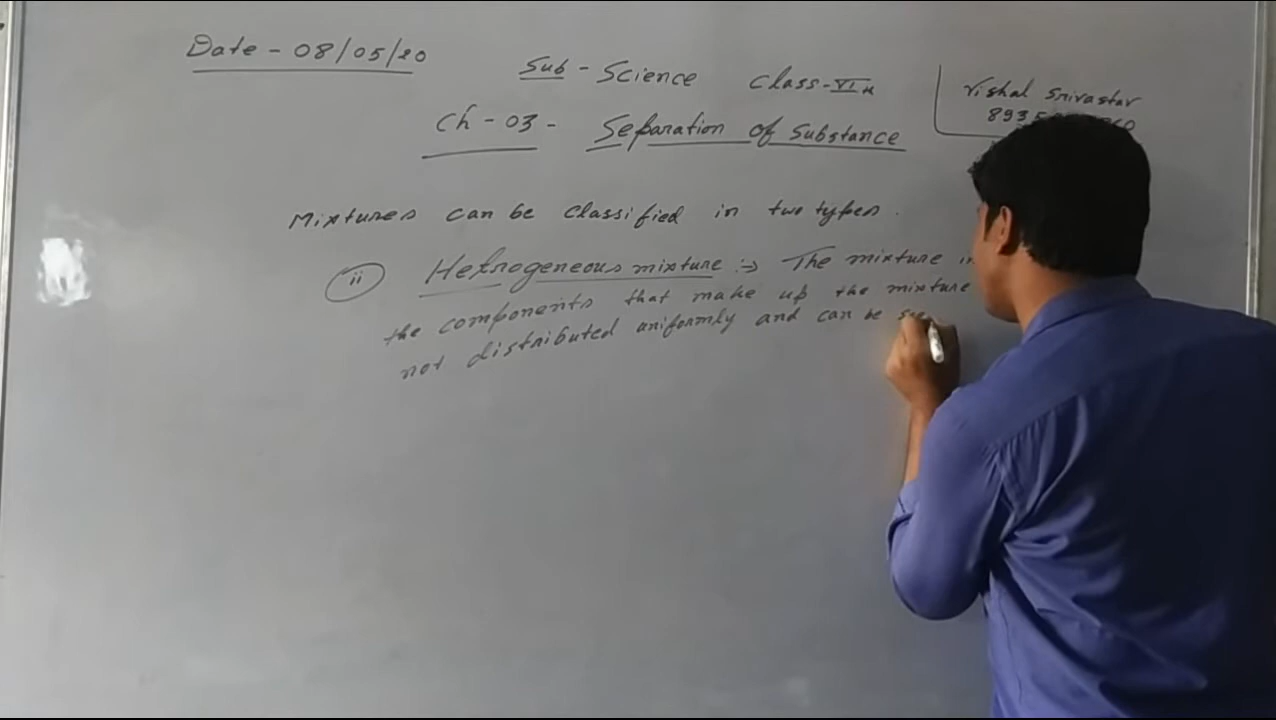 Date - 08/05/20
Sub - Science Class - VI
Vishal Srivastav
Ch - 03 - Separation of Substance
Mixtures can be classified in two types.
ii Hetrogeneous mixture :→ The mixture in
the components that make up the mixture
not distributed uniformly and can be